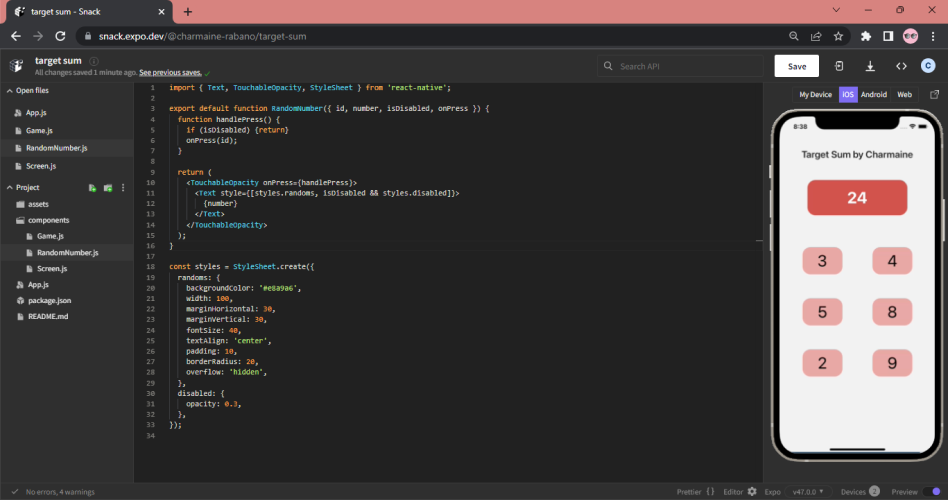 target sum - Snack
snack.expo.dev/@charmaine-rabano/target-sum
target sum
All changes saved 1 minute ago. See previous saves.
Search API
Save
C
Open files
App.js
Game.js
RandomNumber.js
Screen.js
Project
assets
components
Game.js
RandomNumber.js
Screen.js
App.js
package.json
README.md
1 import { Text, TouchableOpacity, StyleSheet } from 'react-native';
2
3 export default function RandomNumber({ id, number, isDisabled, onPress }) {
4 function handlePress() {
5 if (isDisabled) {return}
6 onPress(id);
7 }
8
9 return (
10 <TouchableOpacity onPress={handlePress}>
11 <Text style={[styles.randoms, isDisabled && styles.disabled]}>
12 {number}
13 </Text>
14 </TouchableOpacity>
15 );
16 }
17
18 const styles = StyleSheet.create({
19 randoms: {
20 backgroundColor: '#e8a9a6',
21 width: 100,
22 marginHorizontal: 30,
23 marginVertical: 30,
24 fontSize: 40,
25 textAlign: 'center',
26 padding: 10,
27 borderRadius: 20,
28 overflow: 'hidden',
29 },
30 disabled: {
31 opacity: 0.3,
32 },
33 });
34
My Device iOS Android Web
8:38
Target Sum by Charmaine
24
3 4
5 8
2 9
No errors, 4 warnings
Prettier {} Editor Expo v47.0.0 Devices 2 Preview